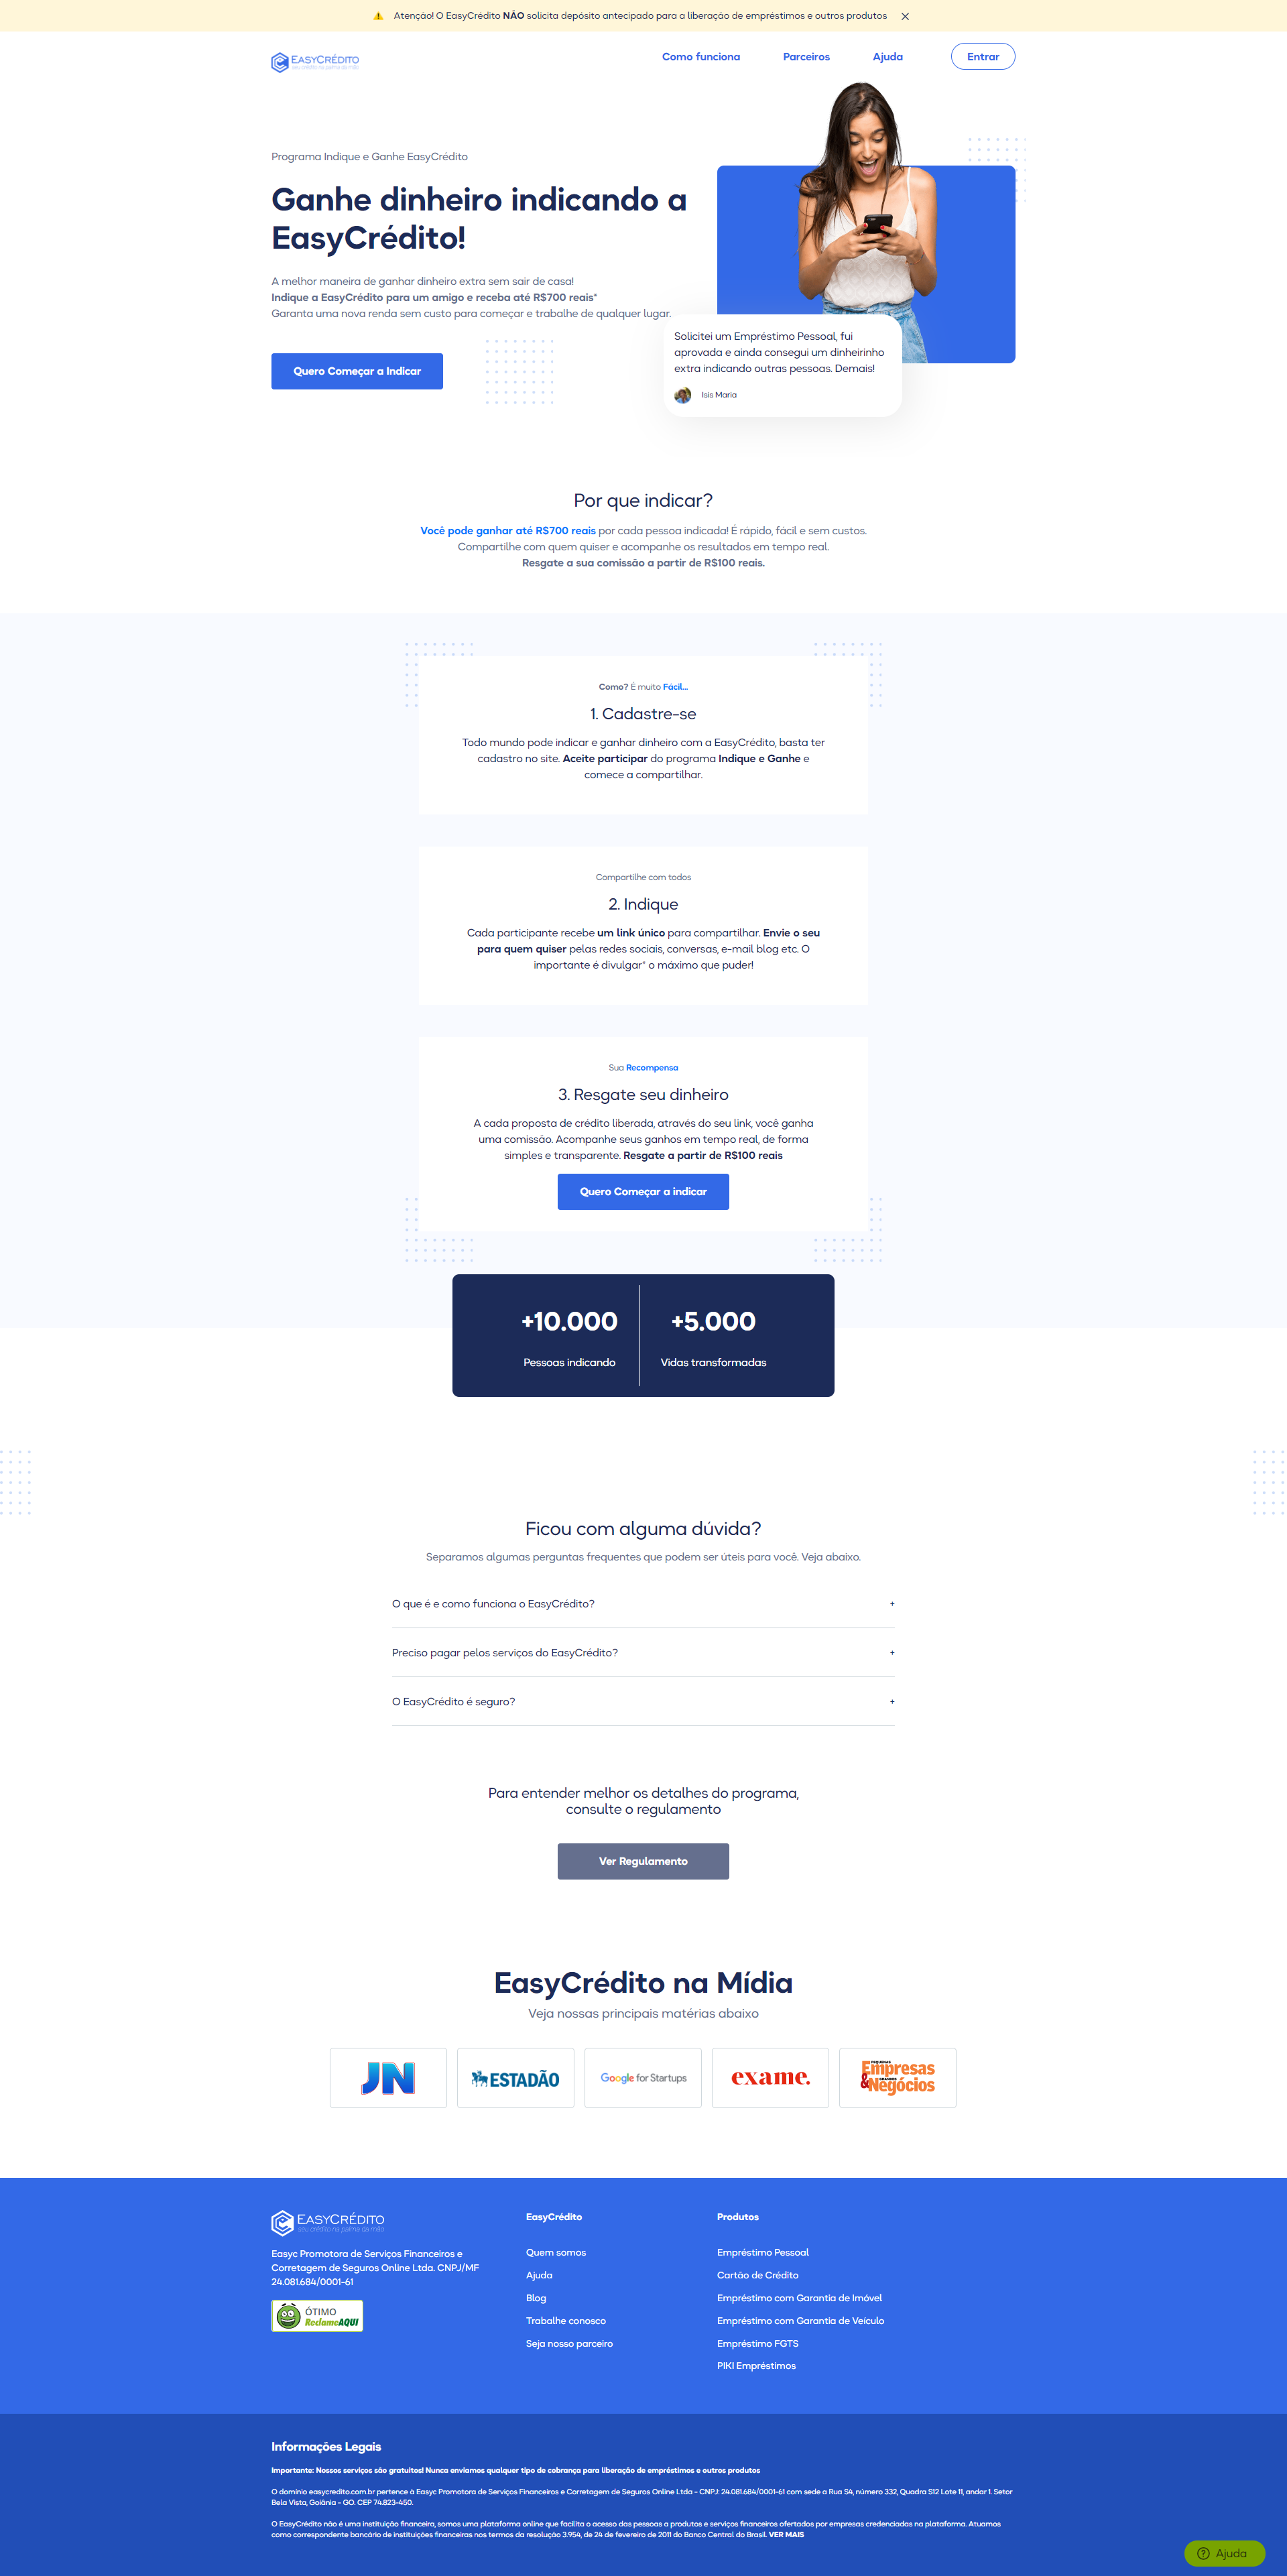 ⚠️ Atenção! O EasyCrédito NÃO solicita depósito antecipado para a liberação de empréstimos e outros produtos ×
EASYCRÉDITO
seu crédito na palma da mão
Como funciona
Parceiros
Ajuda
Entrar
Programa Indique e Ganhe EasyCrédito
Ganhe dinheiro indicando a
EasyCrédito!
A melhor maneira de ganhar dinheiro extra sem sair de casa!
Indique a EasyCrédito para um amigo e receba até R$700 reais*
Garanta uma nova renda sem custo para começar e trabalhe de qualquer lugar.
Quero Começar a Indicar
Solicitei um Empréstimo Pessoal, fui
aprovada e ainda consegui um dinheirinho
extra indicando outras pessoas. Demais!
Isis Maria
Por que indicar?
Você pode ganhar até R$700 reais por cada pessoa indicada! É rápido, fácil e sem custos.
Compartilhe com quem quiser e acompanhe os resultados em tempo real.
Resgate a sua comissão a partir de R$100 reais.
Como? É muito Fácil...
1. Cadastre-se
Todo mundo pode indicar e ganhar dinheiro com a EasyCrédito, basta ter
cadastro no site. Aceite participar do programa Indique e Ganhe e
comece a compartilhar.
Compartilhe com todos
2. Indique
Cada participante recebe um link único para compartilhar. Envie o seu
para quem quiser pelas redes sociais, conversas, e-mail blog etc. O
importante é divulgar* o máximo que puder!
Sua Recompensa
3. Resgate seu dinheiro
A cada proposta de crédito liberada, através do seu link, você ganha
uma comissão. Acompanhe seus ganhos em tempo real, de forma
simples e transparente. Resgate a partir de R$100 reais
Quero Começar a indicar
+10.000
Pessoas indicando
+5.000
Vidas transformadas
Ficou com alguma dúvida?
Separamos algumas perguntas frequentes que podem ser úteis para você. Veja abaixo.
O que é e como funciona o EasyCrédito? +
Preciso pagar pelos serviços do EasyCrédito? +
O EasyCrédito é seguro? +
Para entender melhor os detalhes do programa,
consulte o regulamento
Ver Regulamento
EasyCrédito na Mídia
Veja nossas principais matérias abaixo
JN
ESTADÃO
Google for Startups
exame.
PEQUENAS
Empresas
& GRANDES
Negócios
EASYCRÉDITO
seu crédito na palma da mão
Easyc Promotora de Serviços Financeiros e
Corretagem de Seguros Online Ltda. CNPJ/MF
24.081.684/0001-61
ÓTIMO
ReclameAQUI
EasyCrédito
Quem somos
Ajuda
Blog
Trabalhe conosco
Seja nosso parceiro
Produtos
Empréstimo Pessoal
Cartão de Crédito
Empréstimo com Garantia de Imóvel
Empréstimo com Garantia de Veículo
Empréstimo FGTS
PIKI Empréstimos
Informações Legais
Importante: Nossos serviços são gratuitos! Nunca enviamos qualquer tipo de cobrança para liberação de empréstimos e outros produtos
O domínio easycredito.com.br pertence à Easyc Promotora de Serviços Financeiros e Corretagem de Seguros Online Ltda - CNPJ: 24.081.684/0001-61 com sede a Rua S4, número 332, Quadra S12 Lote 11, andar 1. Setor
Bela Vista, Goiânia - GO. CEP 74.823-450.
O EasyCrédito não é uma instituição financeira, somos uma plataforma online que facilita o acesso das pessoas a produtos e serviços financeiros ofertados por empresas credenciadas na plataforma. Atuamos
como correspondente bancário de instituições financeiras nos termos da resolução 3.954, de 24 de fevereiro de 2011 do Banco Central do Brasil. VER MAIS
Ajuda